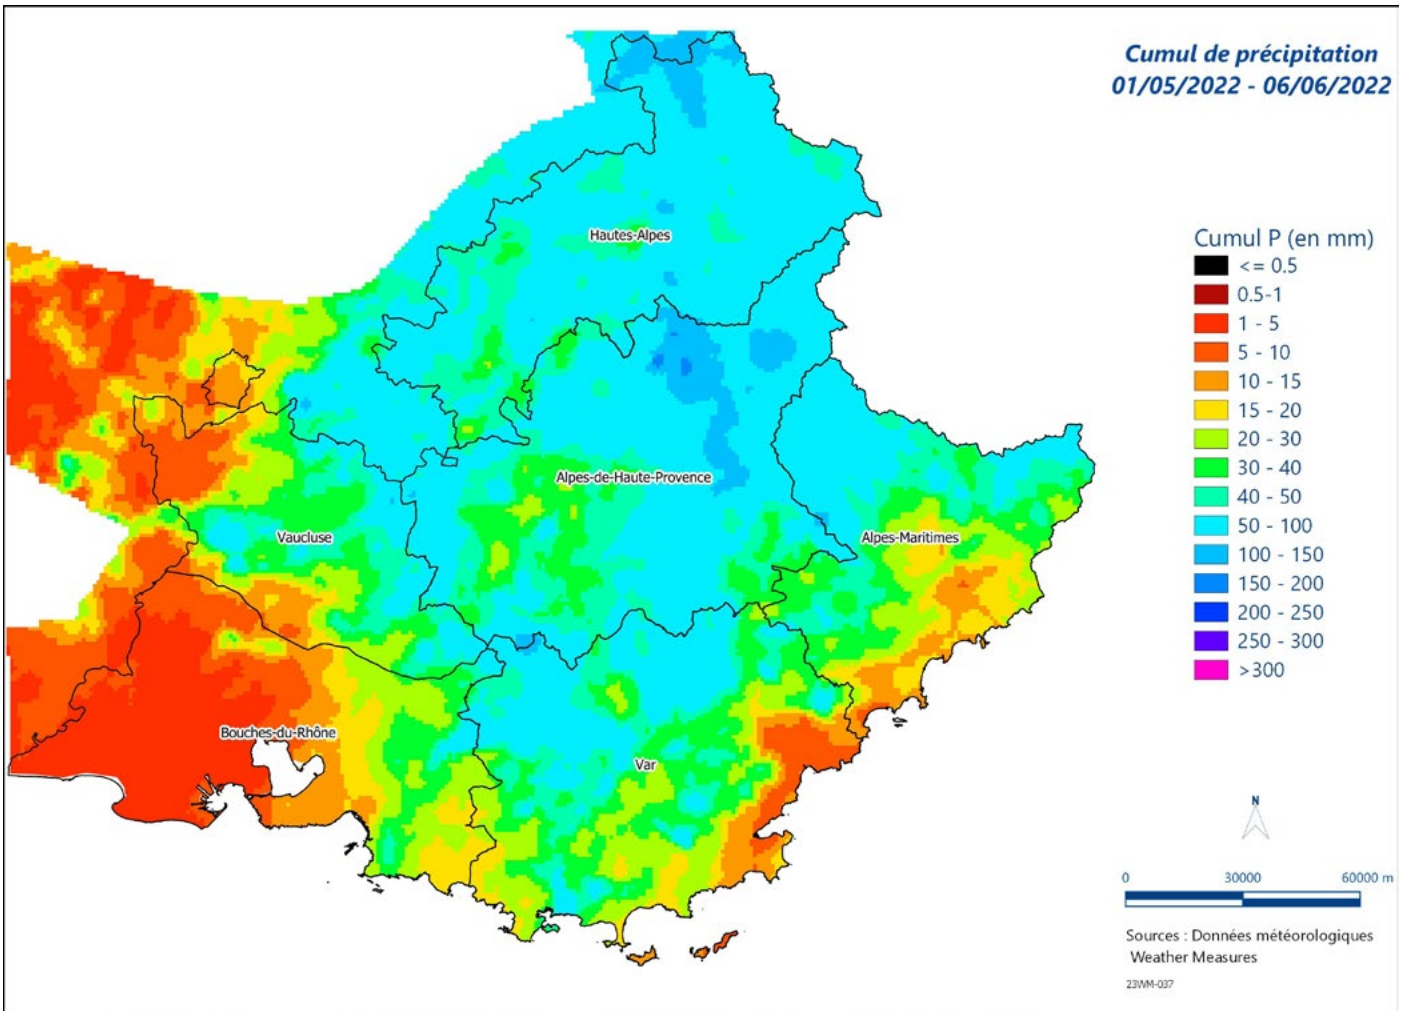 Cumul de précipitation
01/05/2022 - 06/06/2022
Hautes-Alpes
Cumul P (en mm)
<= 0.5
0.5-1
1 - 5
5 - 10
10 - 15
15 - 20
20 - 30
30 - 40
40 - 50
50 - 100
100 - 150
150 - 200
200 - 250
250 - 300
>300
Alpes-de-Haute-Provence
Vaucluse
Alpes-Maritimes
Bouches-du-Rhône
Var
N
0 30000 60000 m
Sources : Données météorologiques
Weather Measures
23WM-037